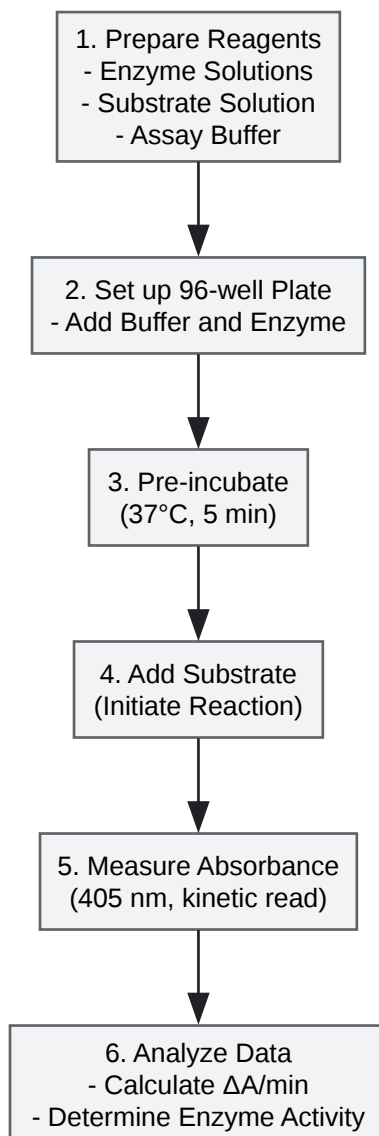 1. Prepare Reagents
- Enzyme Solutions
- Substrate Solution
- Assay Buffer
2. Set up 96-well Plate
- Add Buffer and Enzyme
3. Pre-incubate
(37°C, 5 min)
4. Add Substrate
(Initiate Reaction)
5. Measure Absorbance
(405 nm, kinetic read)
6. Analyze Data
- Calculate ΔA/min
- Determine Enzyme Activity